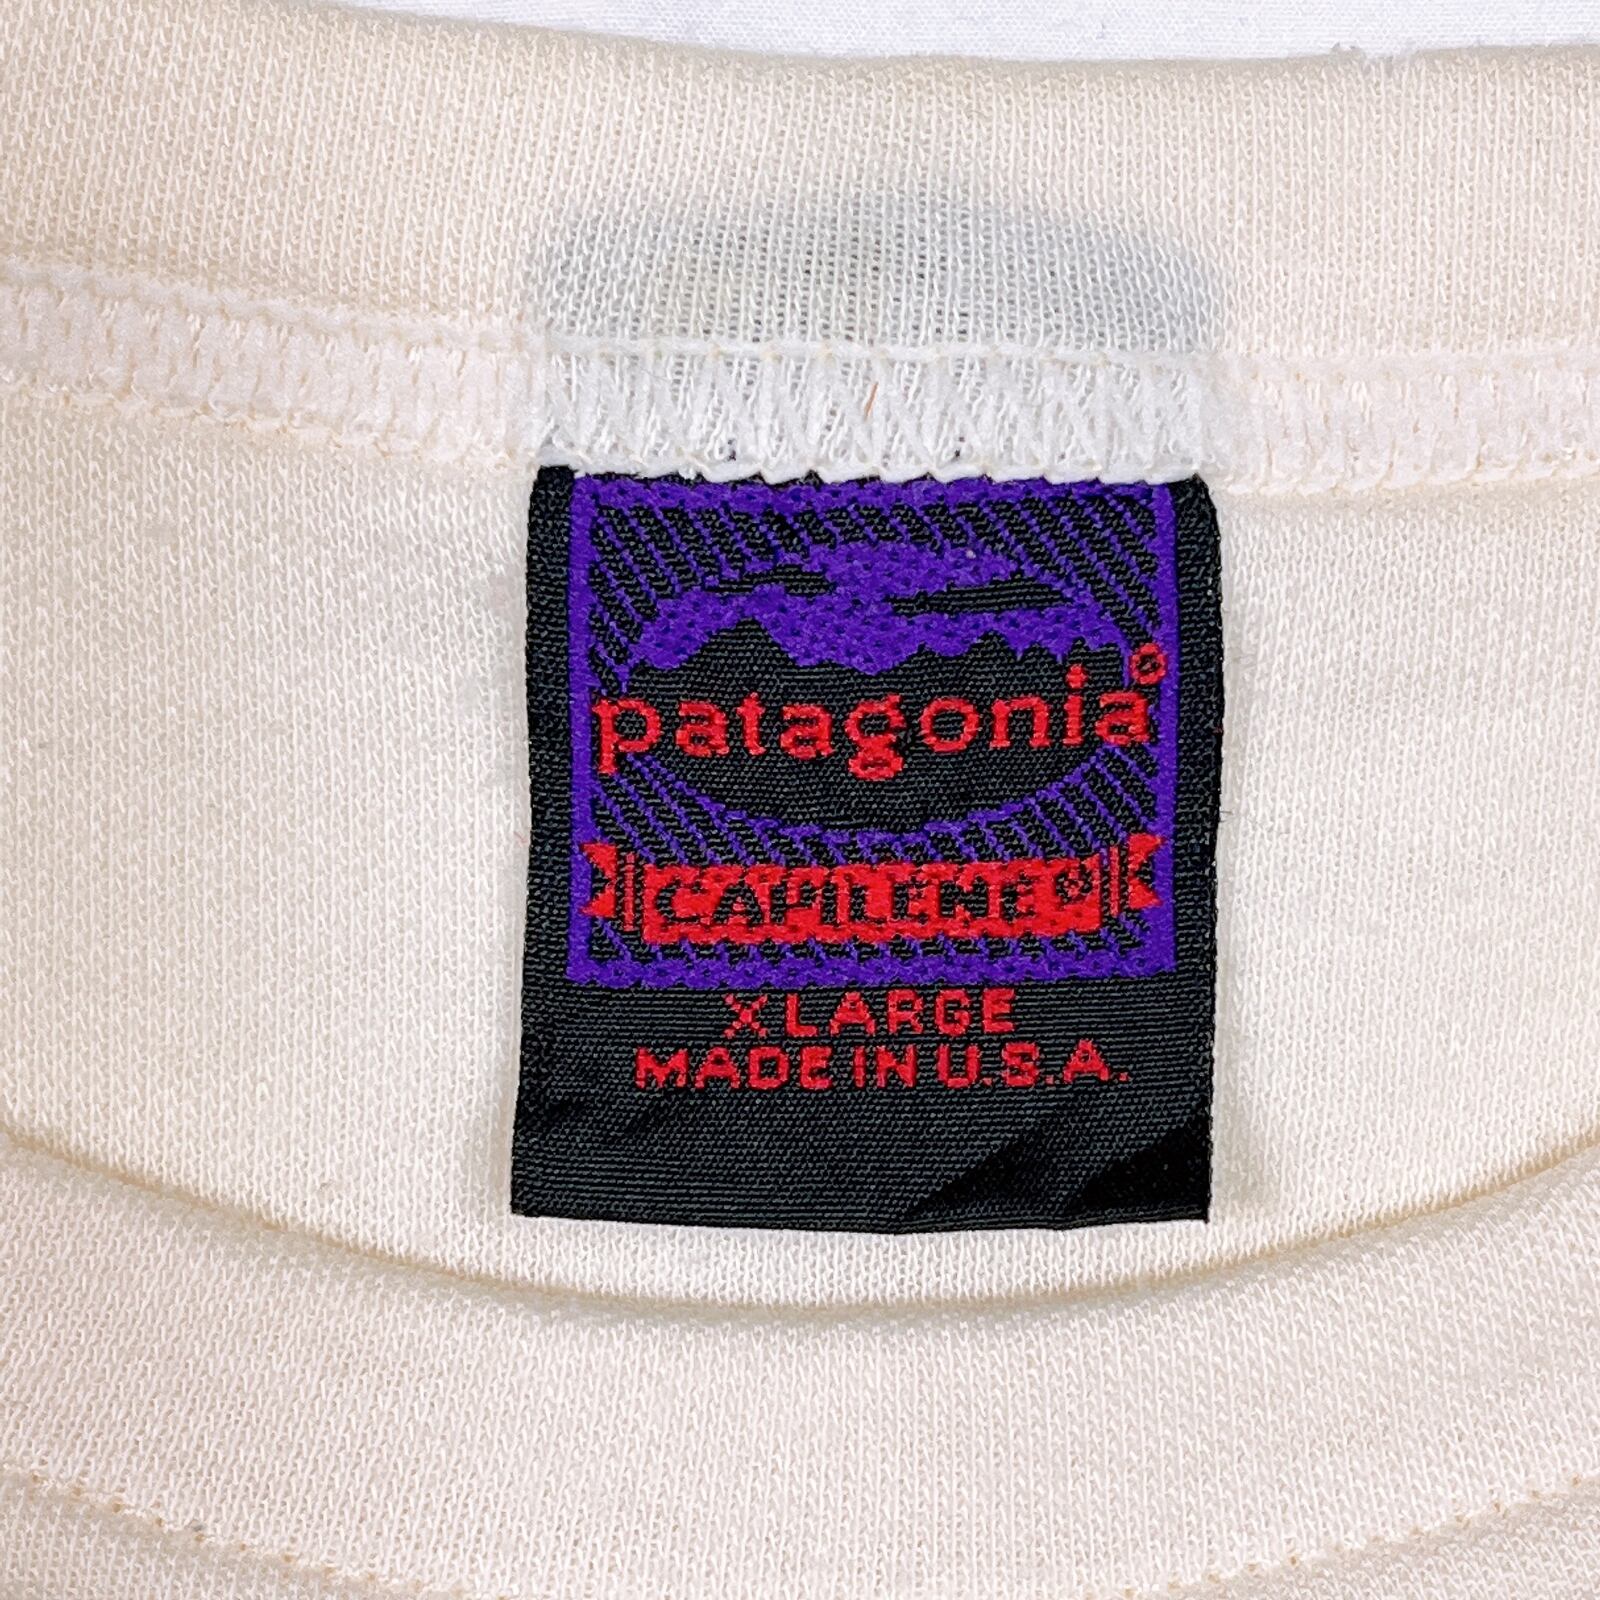 patagonia®
CAPILENE®
X LARGE
MADE IN U.S.A.